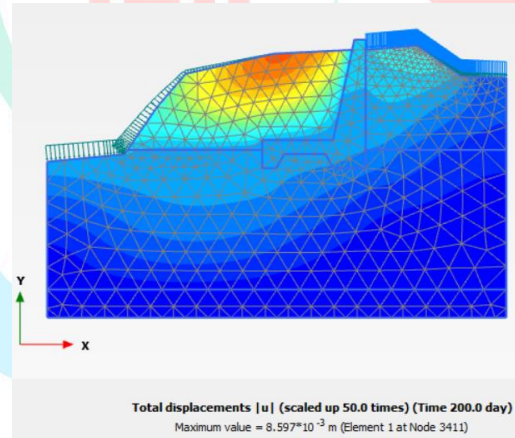 Y
X
Total displacements |u| (scaled up 50.0 times) (Time 200.0 day)
Maximum value = 8.597*10 -3 m (Element 1 at Node 3411)